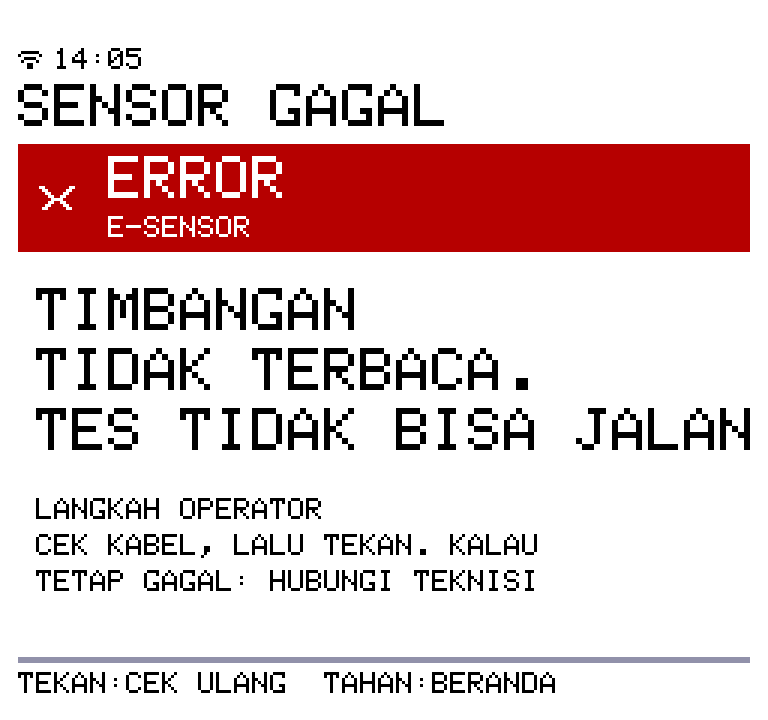 14:05
SENSOR GAGAL
ERROR
E-SENSOR
TIMBANGAN
TIDAK TERBACA.
TES TIDAK BISA JALAN
LANGKAH OPERATOR
CEK KABEL, LALU TEKAN. KALAU
TETAP GAGAL: HUBUNGI TEKNISI
TEKAN:CEK ULANG  TAHAN:BERANDA